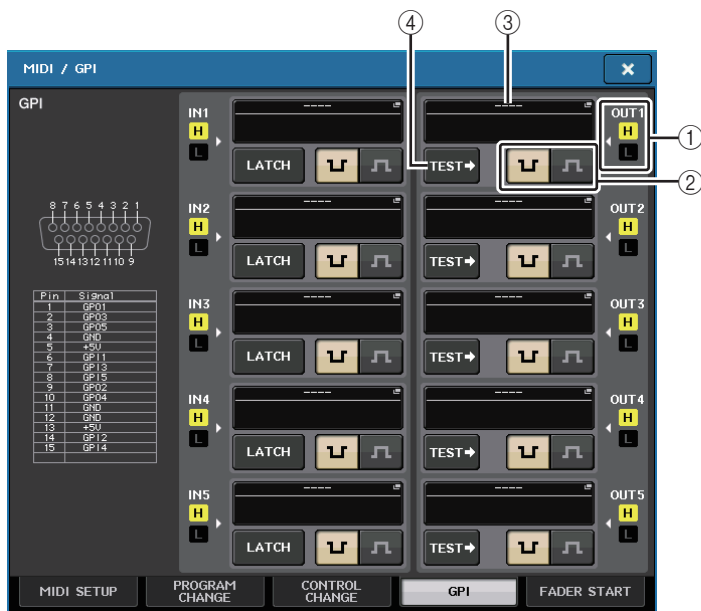 ④ ③
MIDI / GPI
GPI
IN1 ---- ---- OUT1
H H ①
L LATCH TEST L ②
IN2 ---- ---- OUT2
H H
L LATCH TEST L
IN3 ---- ---- OUT3
H H
L LATCH TEST L
IN4 ---- ---- OUT4
H H
L LATCH TEST L
IN5 ---- ---- OUT5
H H
L LATCH TEST L
8 7 6 5 4 3 2 1
15 14 13 12 11 10 9
Pin Signal
1 GPO1
2 GPO3
3 GPO5
4 GND
5 +5V
6 GPI1
7 GPI3
8 GPI5
9 GPO2
10 GPO4
11 GND
12 GND
13 +5V
14 GPI2
15 GPI4
MIDI SETUP PROGRAM CHANGE CONTROL CHANGE GPI FADER START